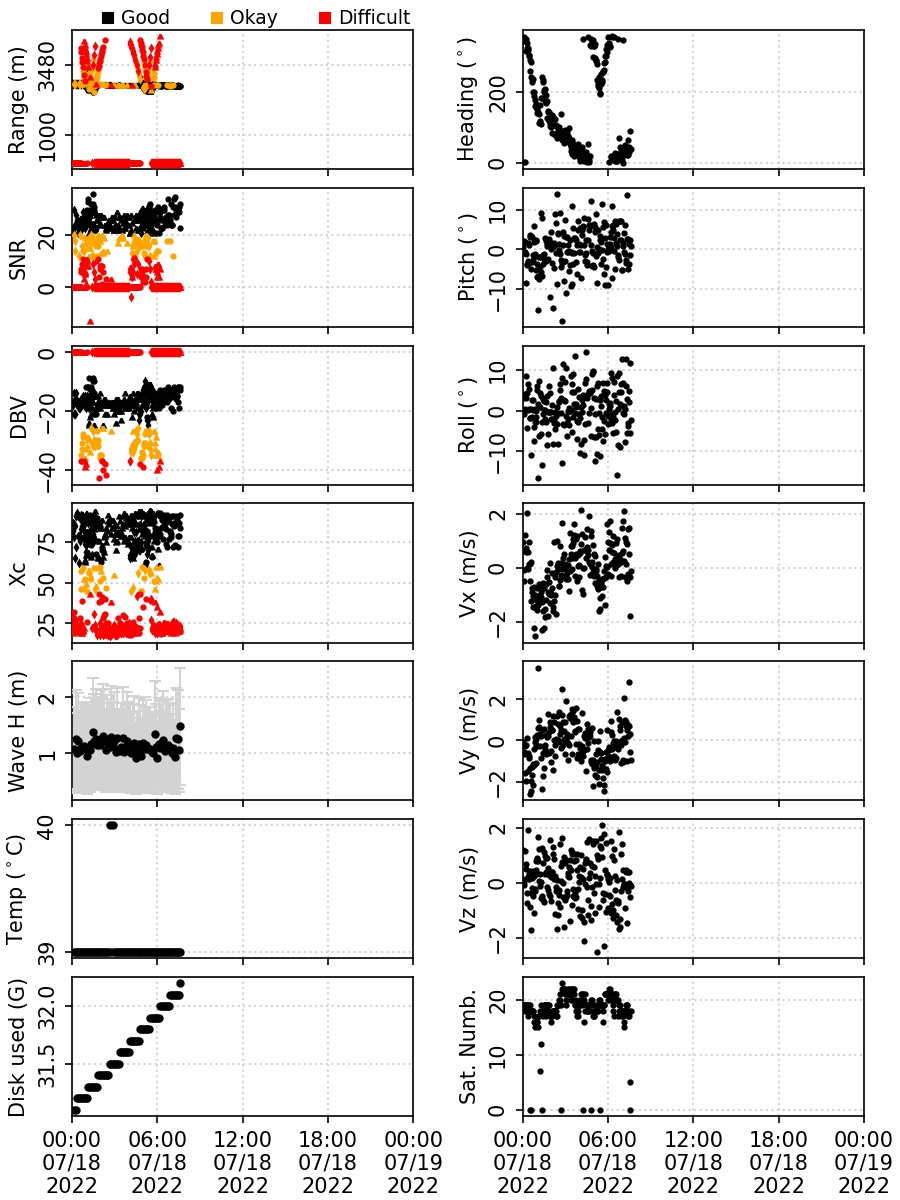 Good Okay Difficult
Range (m)
3480
1000
Heading (°)
200
0
SNR
20
0
Pitch (°)
10
0
−10
DBV
0
−20
−40
Roll (°)
10
0
−10
Xc
75
50
25
Vx (m/s)
2
0
−2
Wave H (m)
2
1
Vy (m/s)
2
0
−2
Temp (°C)
40
39
Vz (m/s)
2
0
−2
Disk used (G)
32.0
31.5
Sat. Numb.
20
10
0
00:00 06:00 12:00 18:00 00:00
07/18 07/18 07/18 07/18 07/19
2022 2022 2022 2022 2022
00:00 06:00 12:00 18:00 00:00
07/18 07/18 07/18 07/18 07/19
2022 2022 2022 2022 2022